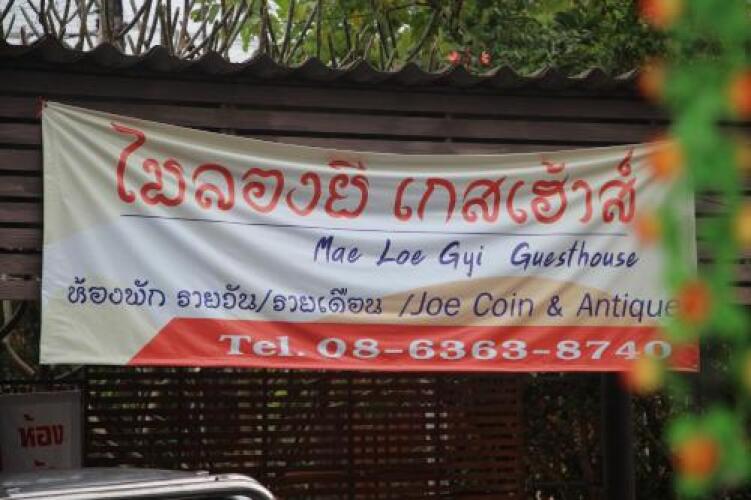 ไมลองยี เกสเฮ้าส์
Mae Loe Gyi Guesthouse
ห้องพัก รายวัน/รายเดือน /Joe Coin & Antique
Tel. 08-6363-8740
ห้อง